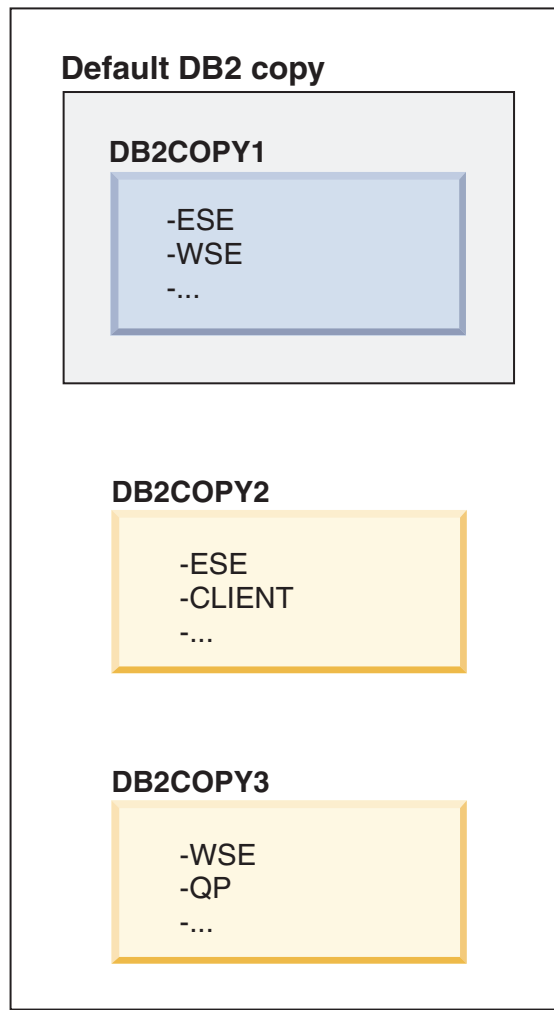 Default DB2 copy
DB2COPY1
-ESE
-WSE
-...
DB2COPY2
-ESE
-CLIENT
-...
DB2COPY3
-WSE
-QP
-...